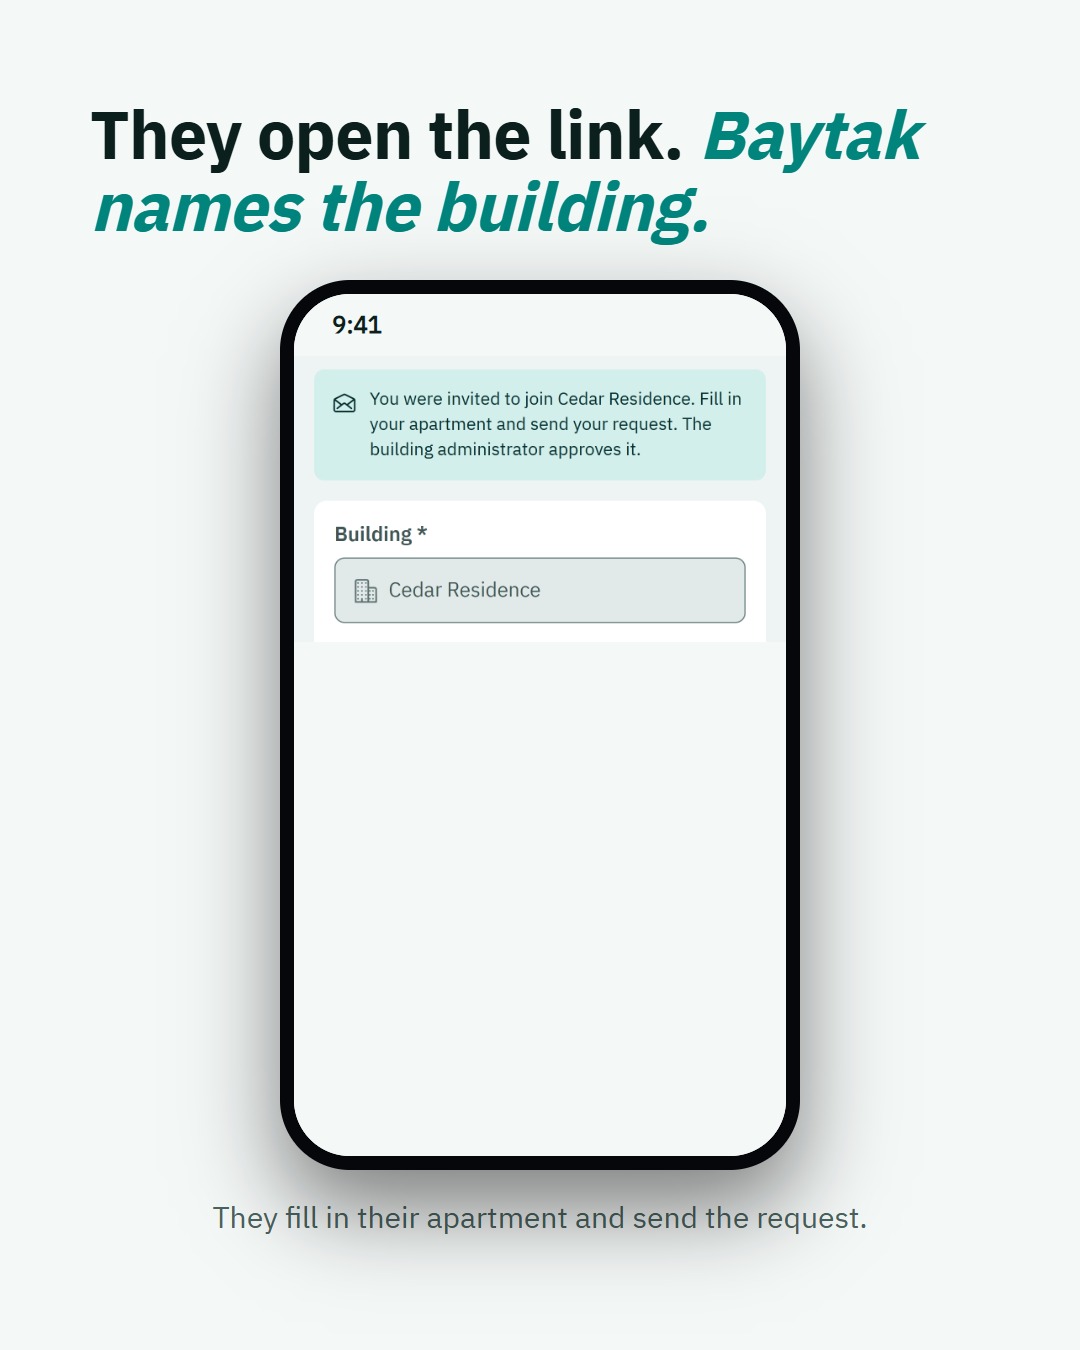 They open the link. Baytak
names the building.
9:41
You were invited to join Cedar Residence. Fill in
your apartment and send your request. The
building administrator approves it.
Building *
Cedar Residence
They fill in their apartment and send the request.